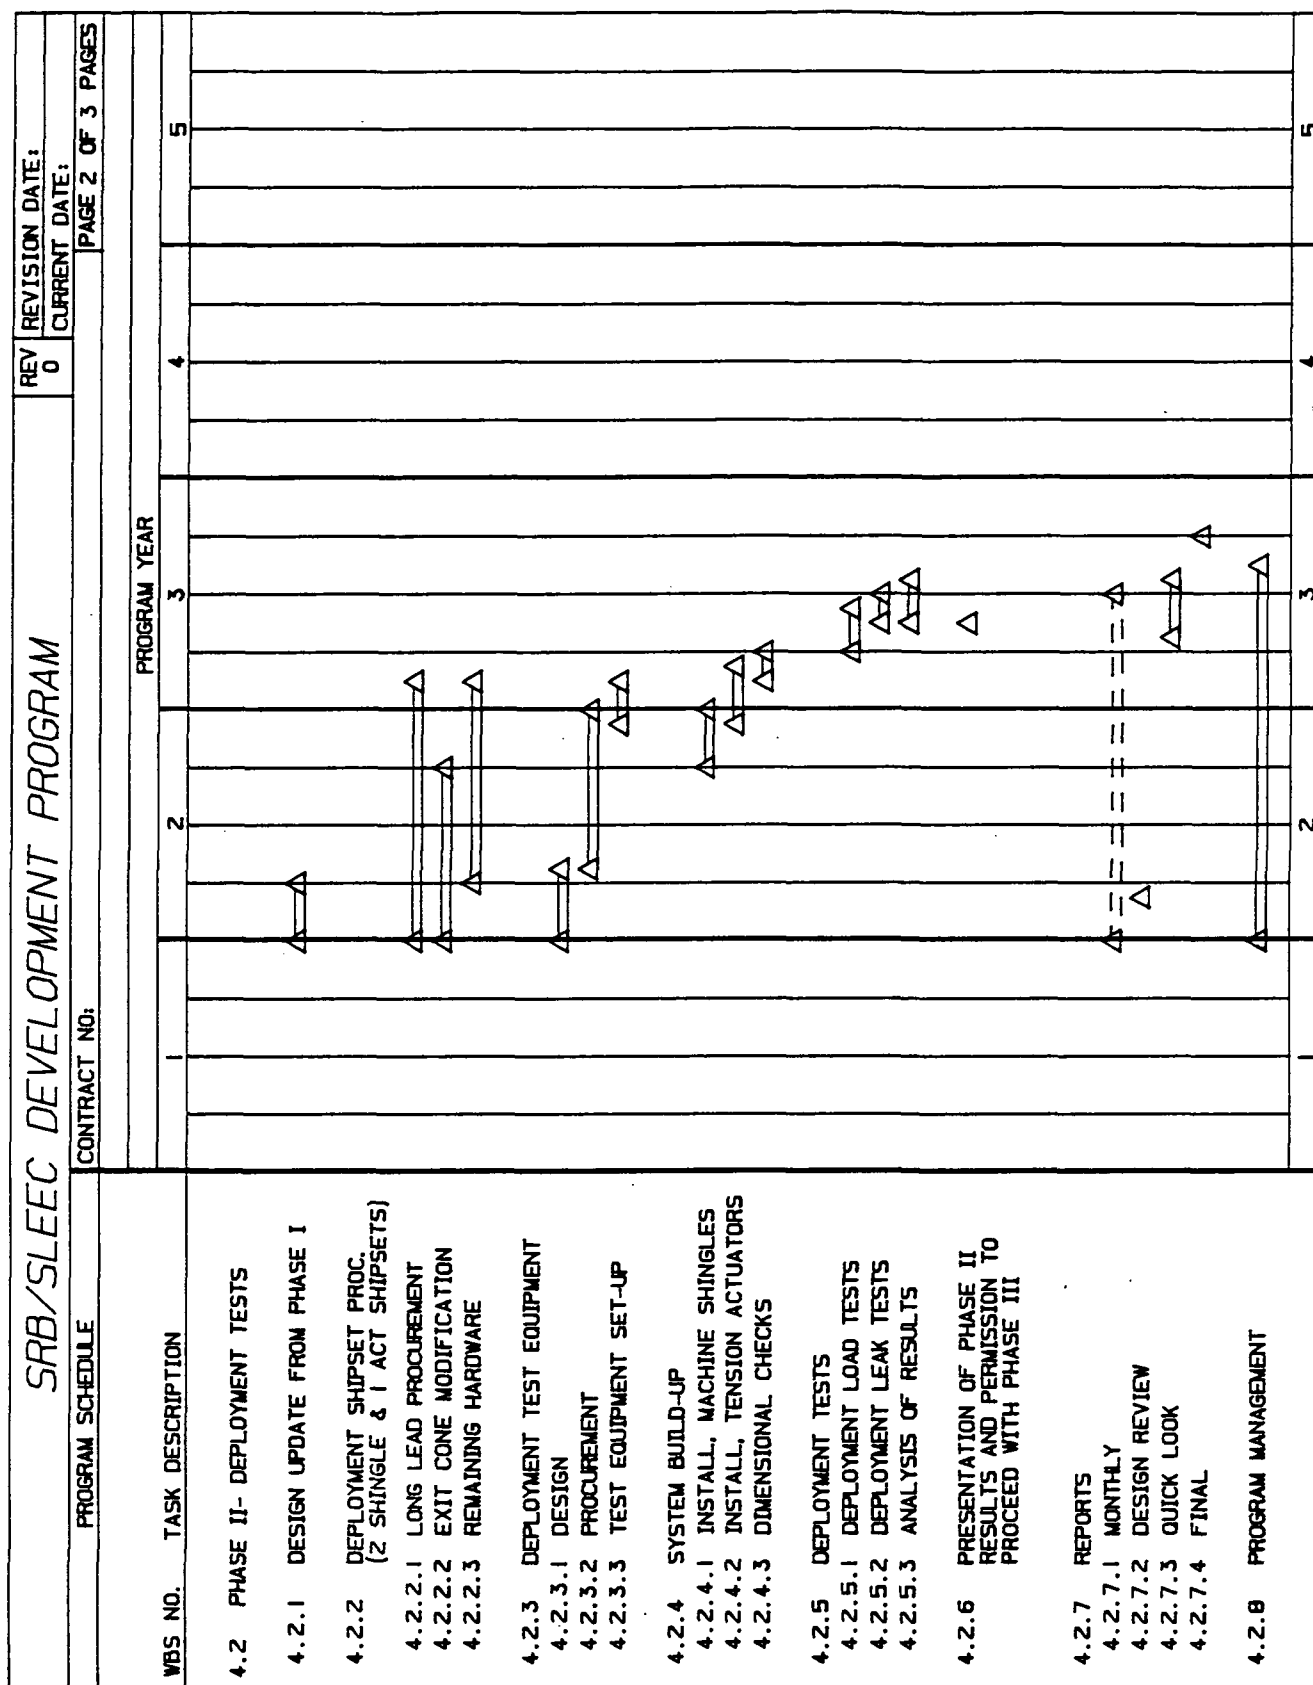 SRB/SLEEC DEVELOPMENT PROGRAM
REV
0
REVISION DATE:
CURRENT DATE:
PROGRAM SCHEDULE
CONTRACT NO:
PAGE 2 OF 3 PAGES
PROGRAM YEAR
WBS NO. TASK DESCRIPTION
1 2 3 4 5
4.2 PHASE II- DEPLOYMENT TESTS
4.2.1 DESIGN UPDATE FROM PHASE I
4.2.2 DEPLOYMENT SHIPSET PROC.
(2 SHINGLE & 1 ACT SHIPSETS)
4.2.2.1 LONG LEAD PROCUREMENT
4.2.2.2 EXIT CONE MODIFICATION
4.2.2.3 REMAINING HARDWARE
4.2.3 DEPLOYMENT TEST EQUIPMENT
4.2.3.1 DESIGN
4.2.3.2 PROCUREMENT
4.2.3.3 TEST EQUIPMENT SET-UP
4.2.4 SYSTEM BUILD-UP
4.2.4.1 INSTALL, MACHINE SHINGLES
4.2.4.2 INSTALL, TENSION ACTUATORS
4.2.4.3 DIMENSIONAL CHECKS
4.2.5 DEPLOYMENT TESTS
4.2.5.1 DEPLOYMENT LOAD TESTS
4.2.5.2 DEPLOYMENT LEAK TESTS
4.2.5.3 ANALYSIS OF RESULTS
4.2.6 PRESENTATION OF PHASE II
RESULTS AND PERMISSION TO
PROCEED WITH PHASE III
4.2.7 REPORTS
4.2.7.1 MONTHLY
4.2.7.2 DESIGN REVIEW
4.2.7.3 QUICK LOOK
4.2.7.4 FINAL
4.2.8 PROGRAM MANAGEMENT
1 2 3 4 5